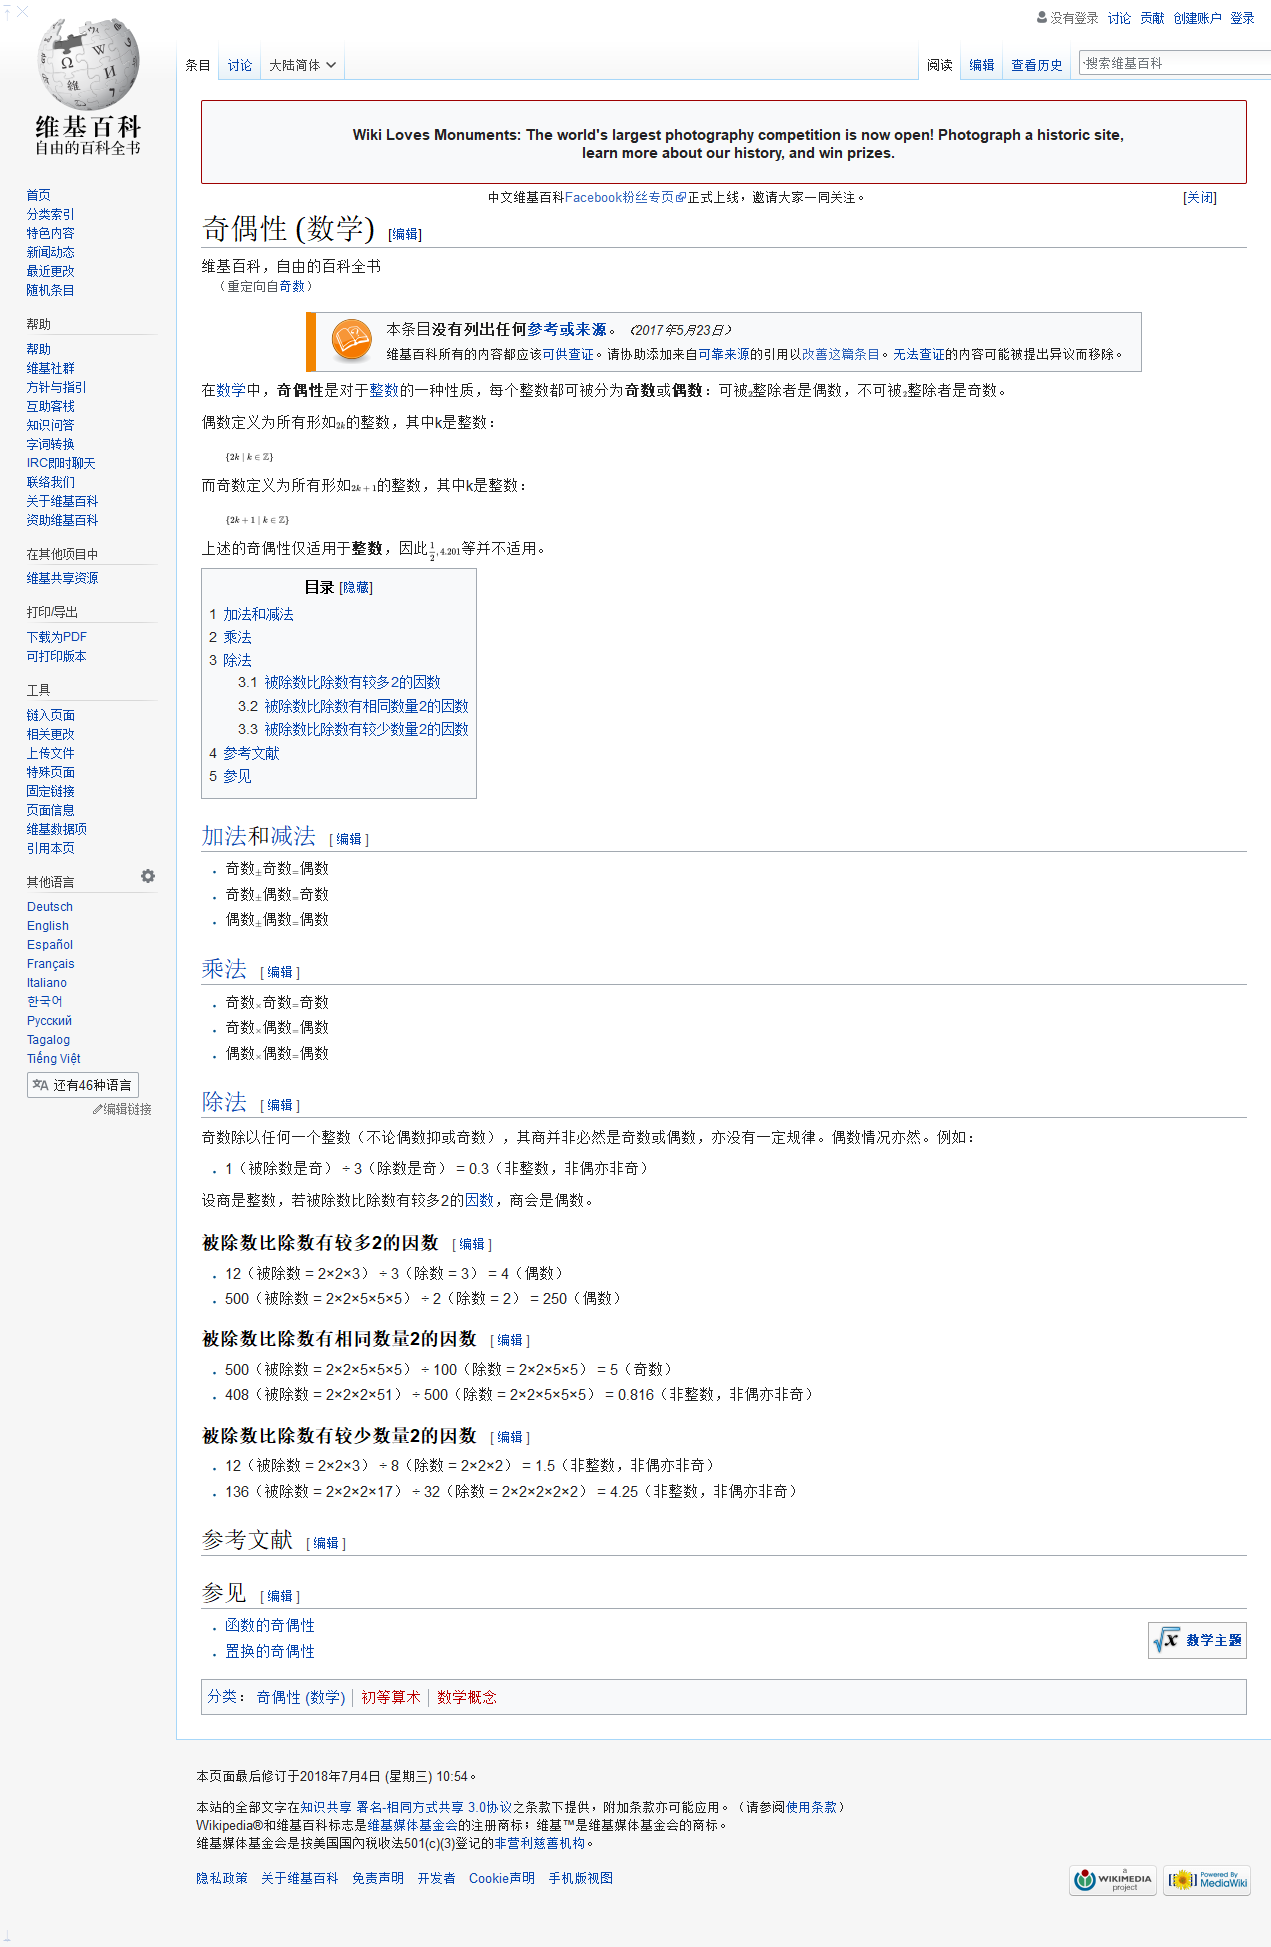 没有登录 讨论 贡献 创建账户 登录
条目 讨论 大陆简体 阅读 编辑 查看历史 搜索维基百科
维基百科
自由的百科全书
首页
分类索引
特色内容
新闻动态
最近更改
随机条目
帮助
帮助
维基社群
方针与指引
互助客栈
知识问答
字词转换
IRC即时聊天
联络我们
关于维基百科
资助维基百科
在其他项目中
维基共享资源
打印/导出
下载为PDF
可打印版本
工具
链入页面
相关更改
上传文件
特殊页面
固定链接
页面信息
维基数据项
引用本页
其他语言
Deutsch
English
Español
Français
Italiano
한국어
Русский
Tagalog
Tiếng Việt
还有46种语言
编辑链接
Wiki Loves Monuments: The world's largest photography competition is now open! Photograph a historic site,
learn more about our history, and win prizes.
中文维基百科Facebook粉丝专页正式上线，邀请大家一同关注。 [关闭]
奇偶性 (数学) [编辑]
维基百科，自由的百科全书
（重定向自奇数）
本条目没有列出任何参考或来源。 （2017年5月23日）
维基百科所有的内容都应该可供查证。请协助添加来自可靠来源的引用以改善这篇条目。无法查证的内容可能被提出异议而移除。
在数学中，奇偶性是对于整数的一种性质，每个整数都可被分为奇数或偶数：可被2整除者是偶数，不可被2整除者是奇数。
偶数定义为所有形如2k的整数，其中k是整数：
{2k | k ∈ ℤ}
而奇数定义为所有形如2k + 1的整数，其中k是整数：
{2k + 1 | k ∈ ℤ}
上述的奇偶性仅适用于整数，因此1/2, 4.201等并不适用。
目录 [隐藏]
1 加法和减法
2 乘法
3 除法
3.1 被除数比除数有较多2的因数
3.2 被除数比除数有相同数量2的因数
3.3 被除数比除数有较少数量2的因数
4 参考文献
5 参见
加法和减法 [ 编辑 ]
奇数±奇数=偶数
奇数±偶数=奇数
偶数±偶数=偶数
乘法 [ 编辑 ]
奇数×奇数=奇数
奇数×偶数=偶数
偶数×偶数=偶数
除法 [ 编辑 ]
奇数除以任何一个整数（不论偶数抑或奇数），其商并非必然是奇数或偶数，亦没有一定规律。偶数情况亦然。例如：
1（被除数是奇） ÷ 3（除数是奇） = 0.3（非整数，非偶亦非奇）
设商是整数，若被除数比除数有较多2的因数，商会是偶数。
被除数比除数有较多2的因数 [ 编辑 ]
12（被除数 = 2×2×3） ÷ 3（除数 = 3） = 4（偶数）
500（被除数 = 2×2×5×5×5） ÷ 2（除数 = 2） = 250（偶数）
被除数比除数有相同数量2的因数 [ 编辑 ]
500（被除数 = 2×2×5×5×5） ÷ 100（除数 = 2×2×5×5） = 5（奇数）
408（被除数 = 2×2×2×51） ÷ 500（除数 = 2×2×5×5×5） = 0.816（非整数，非偶亦非奇）
被除数比除数有较少数量2的因数 [ 编辑 ]
12（被除数 = 2×2×3） ÷ 8（除数 = 2×2×2） = 1.5（非整数，非偶亦非奇）
136（被除数 = 2×2×2×17） ÷ 32（除数 = 2×2×2×2×2） = 4.25（非整数，非偶亦非奇）
参考文献 [ 编辑 ]
参见 [ 编辑 ]
函数的奇偶性
置换的奇偶性
√x 数学主题
分类： 奇偶性 (数学) 初等算术 数学概念
本页面最后修订于2018年7月4日 (星期三) 10:54。
本站的全部文字在知识共享 署名-相同方式共享 3.0协议之条款下提供，附加条款亦可能应用。（请参阅使用条款）
Wikipedia®和维基百科标志是维基媒体基金会的注册商标；维基™是维基媒体基金会的商标。
维基媒体基金会是按美国国內税收法501(c)(3)登记的非营利慈善机构。
隐私政策 关于维基百科 免责声明 开发者 Cookie声明 手机版视图
a WIKIMEDIA project
Powered By MediaWiki